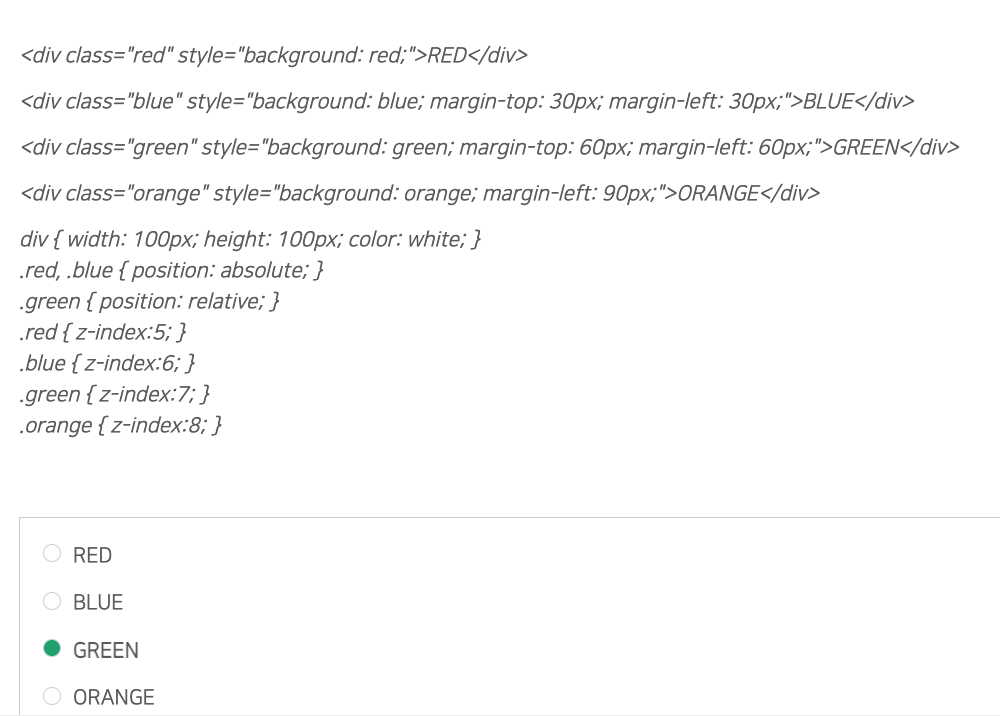 <div class="red" style="background: red;">RED</div>
<div class="blue" style="background: blue; margin-top: 30px; margin-left: 30px;">BLUE</div>
<div class="green" style="background: green; margin-top: 60px; margin-left: 60px;">GREEN</div>
<div class="orange" style="background: orange; margin-left: 90px;">ORANGE</div>
div { width: 100px; height: 100px; color: white; }
.red, .blue { position: absolute; }
.green { position: relative; }
.red { z-index:5; }
.blue { z-index:6; }
.green { z-index:7; }
.orange { z-index:8; }
RED
BLUE
GREEN
ORANGE